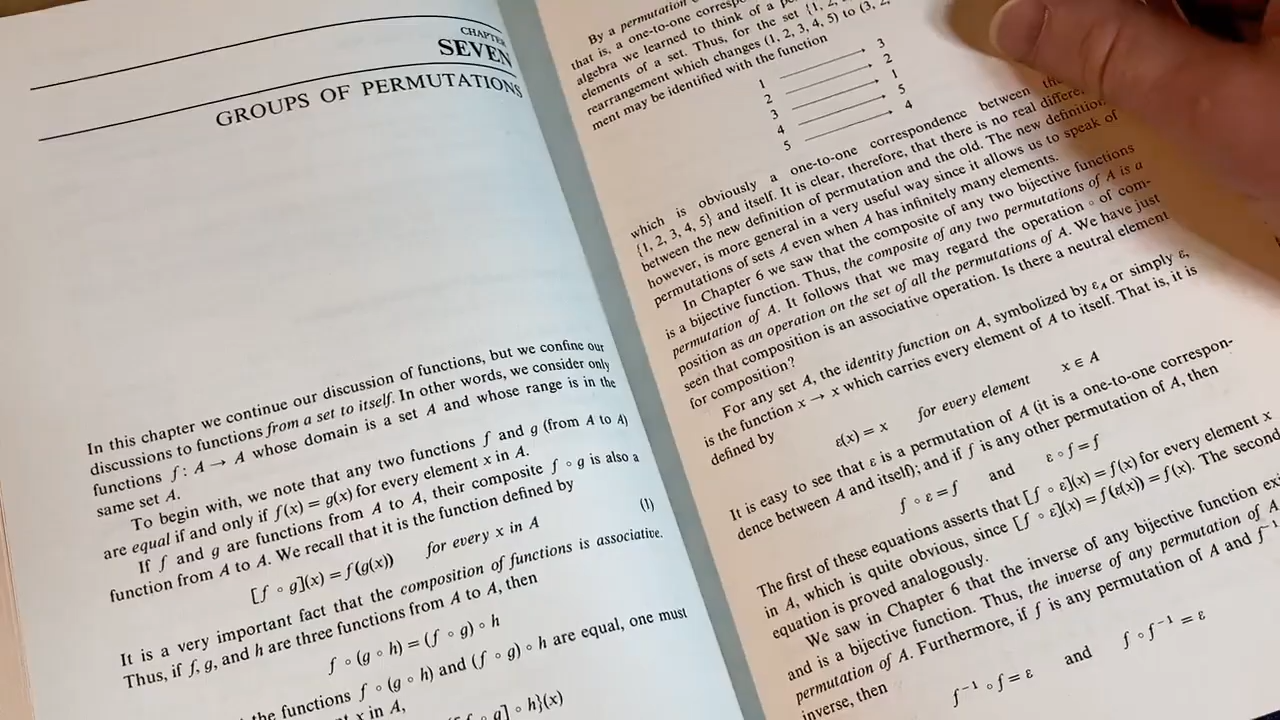 CHAPTER
SEVEN
GROUPS OF PERMUTATIONS
In this chapter we continue our discussion of functions, but we confine our
discussions to functions from a set to itself. In other words, we consider only
functions f : A → A whose domain is a set A and whose range is in the
same set A.
To begin with, we note that any two functions f and g (from A to A)
are equal if and only if f(x) = g(x) for every element x in A.
If f and g are functions from A to A, their composite f ∘ g is also a
function from A to A. We recall that it is the function defined by
[f ∘ g](x) = f(g(x)) for every x in A (1)
It is a very important fact that the composition of functions is associative.
Thus, if f, g, and h are three functions from A to A, then
f ∘ (g ∘ h) = (f ∘ g) ∘ h
the functions f ∘ (g ∘ h) and (f ∘ g) ∘ h are equal, one must
x in A,
∘ g] ∘ h}(x)
By a permutation
that is, a one-to-one
algebra we learned to think of a
elements of a set. Thus, for the set {1, 2,
rearrangement which changes (1, 2, 3, 4, 5) to (3, 2,
ment may be identified with the function
1 → 3
2 → 2
3 → 1
4 → 5
5 → 4
which is obviously a one-to-one correspondence between the
{1, 2, 3, 4, 5} and itself. It is clear, therefore, that there is no real
between the new definition of permutation and the old. The new definition,
however, is more general in a very useful way since it allows us to speak of
permutations of sets A even when A has infinitely many elements.
In Chapter 6 we saw that the composite of any two bijective functions
is a bijective function. Thus, the composite of any two permutations of A is a
permutation of A. It follows that we may regard the operation ∘ of com-
position as an operation on the set of all the permutations of A. We have just
seen that composition is an associative operation. Is there a neutral element
for composition?
For any set A, the identity function on A, symbolized by ε_A or simply ε,
is the function x → x which carries every element of A to itself. That is, it is
defined by
ε(x) = x for every element x ∈ A
It is easy to see that ε is a permutation of A (it is a one-to-one correspon-
dence between A and itself); and if f is any other permutation of A, then
f ∘ ε = f and ε ∘ f = f
The first of these equations asserts that [f ∘ ε](x) = f(x) for every element x
in A, which is quite obvious, since [f ∘ ε](x) = f(ε(x)) = f(x). The second
equation is proved analogously.
We saw in Chapter 6 that the inverse of any bijective function
and is a bijective function. Thus, the inverse of any permutation of A
permutation of A. Furthermore, if f is any permutation of A and f⁻¹
inverse, then
f⁻¹ ∘ f = ε and f ∘ f⁻¹ = ε